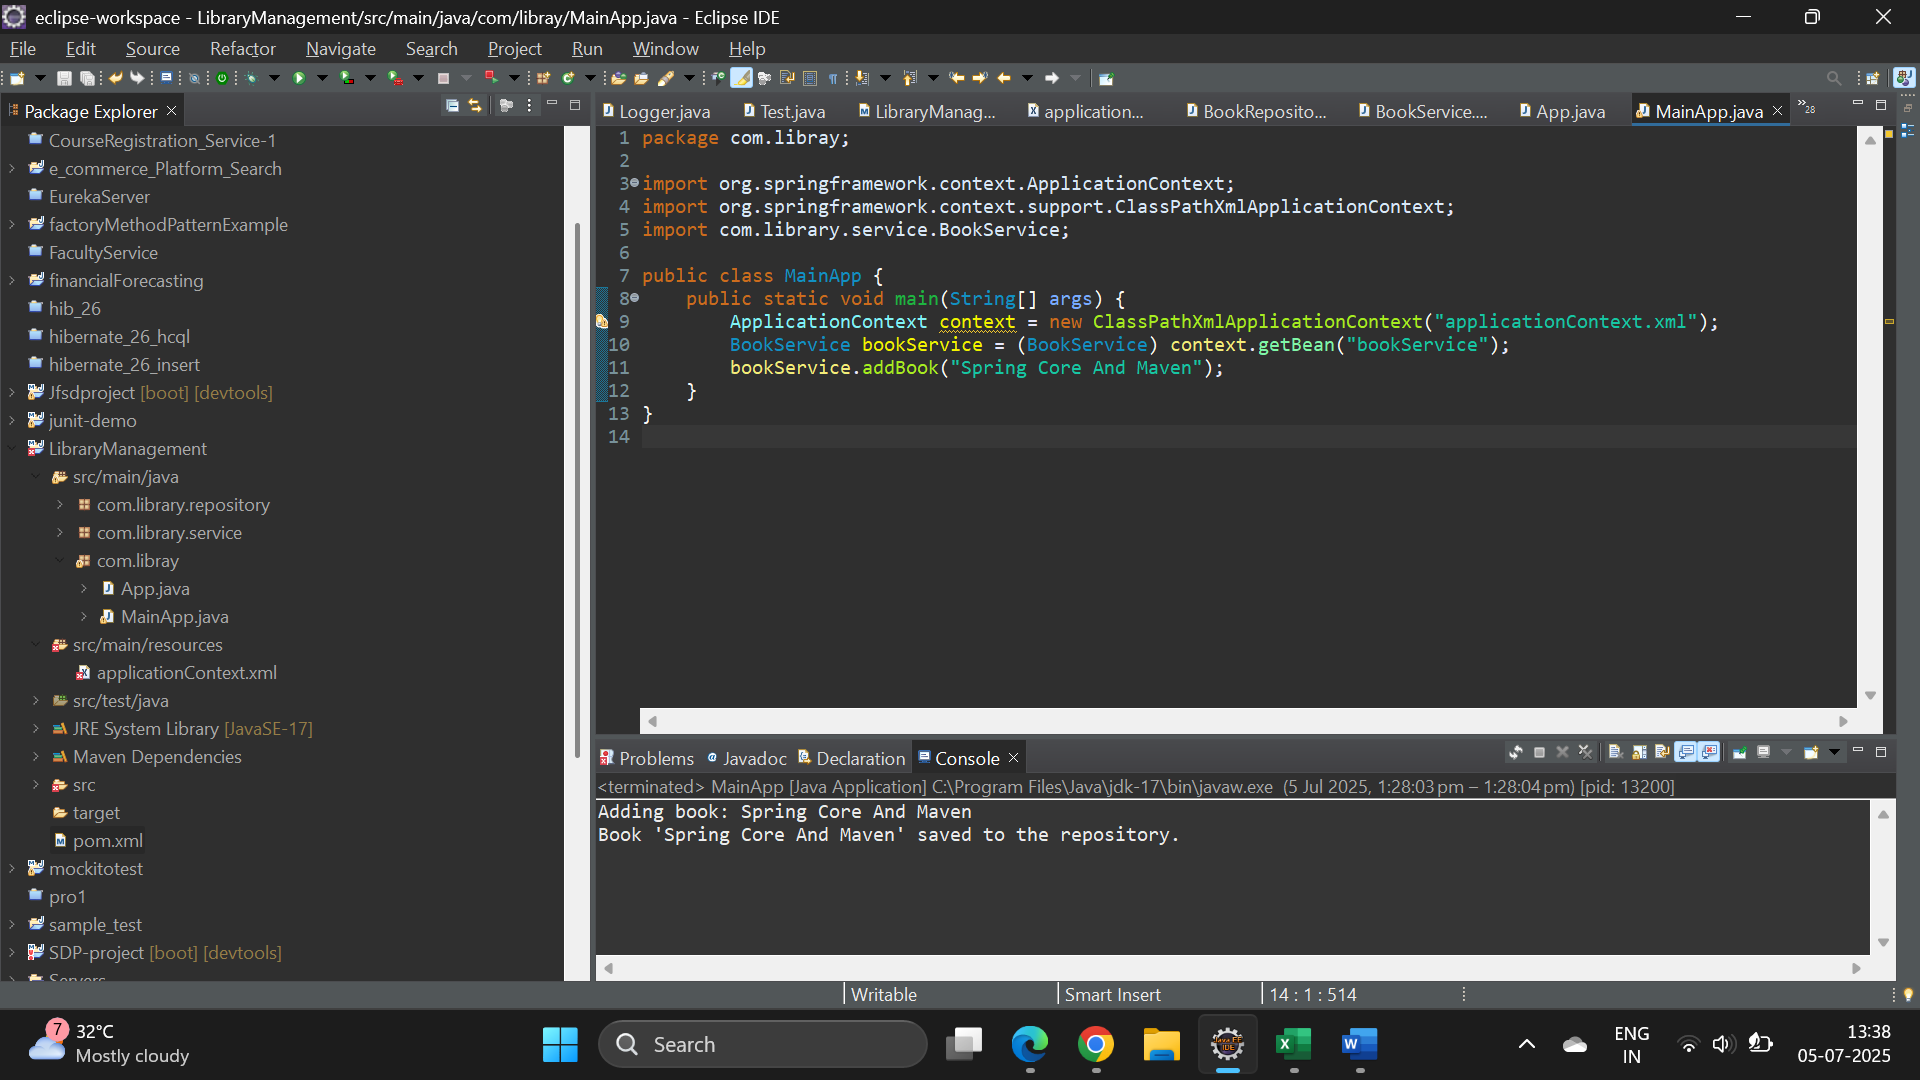 eclipse-workspace - LibraryManagement/src/main/java/com/libray/MainApp.java - Eclipse IDE
File Edit Source Refactor Navigate Search Project Run Window Help
Package Explorer
CourseRegistration_Service-1
e_commerce_Platform_Search
EurekaServer
factoryMethodPatternExample
FacultyService
financialForecasting
hib_26
hibernate_26_hcql
hibernate_26_insert
Jfsdproject [boot] [devtools]
junit-demo
LibraryManagement
src/main/java
com.library.repository
com.library.service
com.libray
App.java
MainApp.java
src/main/resources
applicationContext.xml
src/test/java
JRE System Library [JavaSE-17]
Maven Dependencies
src
target
pom.xml
mockitotest
pro1
sample_test
SDP-project [boot] [devtools]
Servers
Logger.java Test.java LibraryManag... application... BookReposito... BookService.... App.java MainApp.java »28
1 package com.libray;
2
3 import org.springframework.context.ApplicationContext;
4 import org.springframework.context.support.ClassPathXmlApplicationContext;
5 import com.library.service.BookService;
6
7 public class MainApp {
8 public static void main(String[] args) {
9 ApplicationContext context = new ClassPathXmlApplicationContext("applicationContext.xml");
10 BookService bookService = (BookService) context.getBean("bookService");
11 bookService.addBook("Spring Core And Maven");
12 }
13 }
14
Problems Javadoc Declaration Console
<terminated> MainApp [Java Application] C:\Program Files\Java\jdk-17\bin\javaw.exe (5 Jul 2025, 1:28:03 pm – 1:28:04 pm) [pid: 13200]
Adding book: Spring Core And Maven
Book 'Spring Core And Maven' saved to the repository.
Writable Smart Insert 14 : 1 : 514
7 32°C
Mostly cloudy
Search
Java EE
IDE
ENG
IN
13:38
05-07-2025